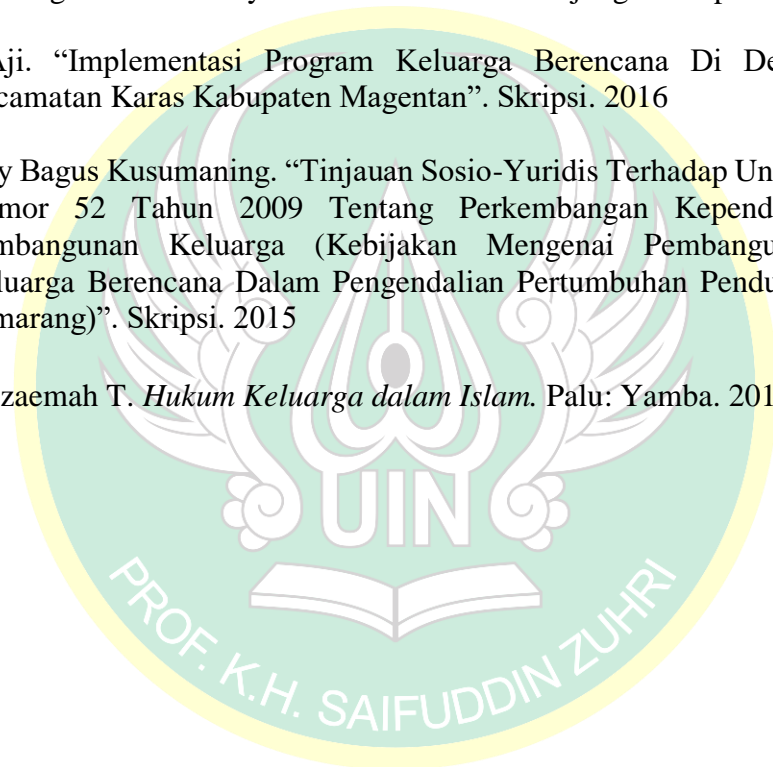 Aji. “Implementasi Program Keluarga Berencana Di De
camatan Karas Kabupaten Magentan”. Skripsi. 2016
y Bagus Kusumaning. “Tinjauan Sosio-Yuridis Terhadap Un
mor 52 Tahun 2009 Tentang Perkembangan Kepend
mbangunan Keluarga (Kebijakan Mengenai Pembangu
luarga Berencana Dalam Pengendalian Pertumbuhan Pendu
marang)”. Skripsi. 2015
zaemah T. Hukum Keluarga dalam Islam. Palu: Yamba. 201
UIN
PROF. K.H. SAIFUDDIN ZUHRI